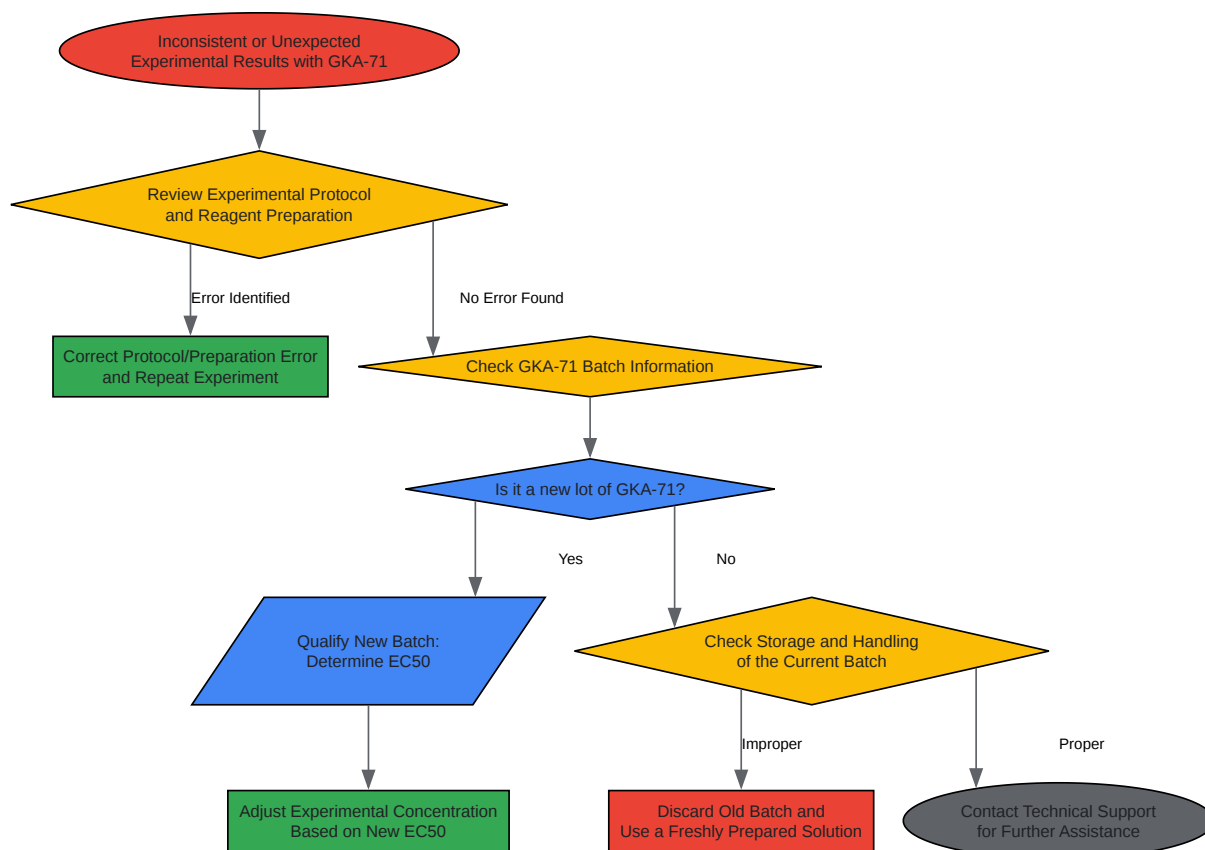 Inconsistent or Unexpected
Experimental Results with GKA-71
Review Experimental Protocol
and Reagent Preparation
Error Identified
No Error Found
Correct Protocol/Preparation Error
and Repeat Experiment
Check GKA-71 Batch Information
Is it a new lot of GKA-71?
Yes
No
Qualify New Batch:
Determine EC50
Check Storage and Handling
of the Current Batch
Improper
Proper
Adjust Experimental Concentration
Based on New EC50
Discard Old Batch and
Use a Freshly Prepared Solution
Contact Technical Support
for Further Assistance